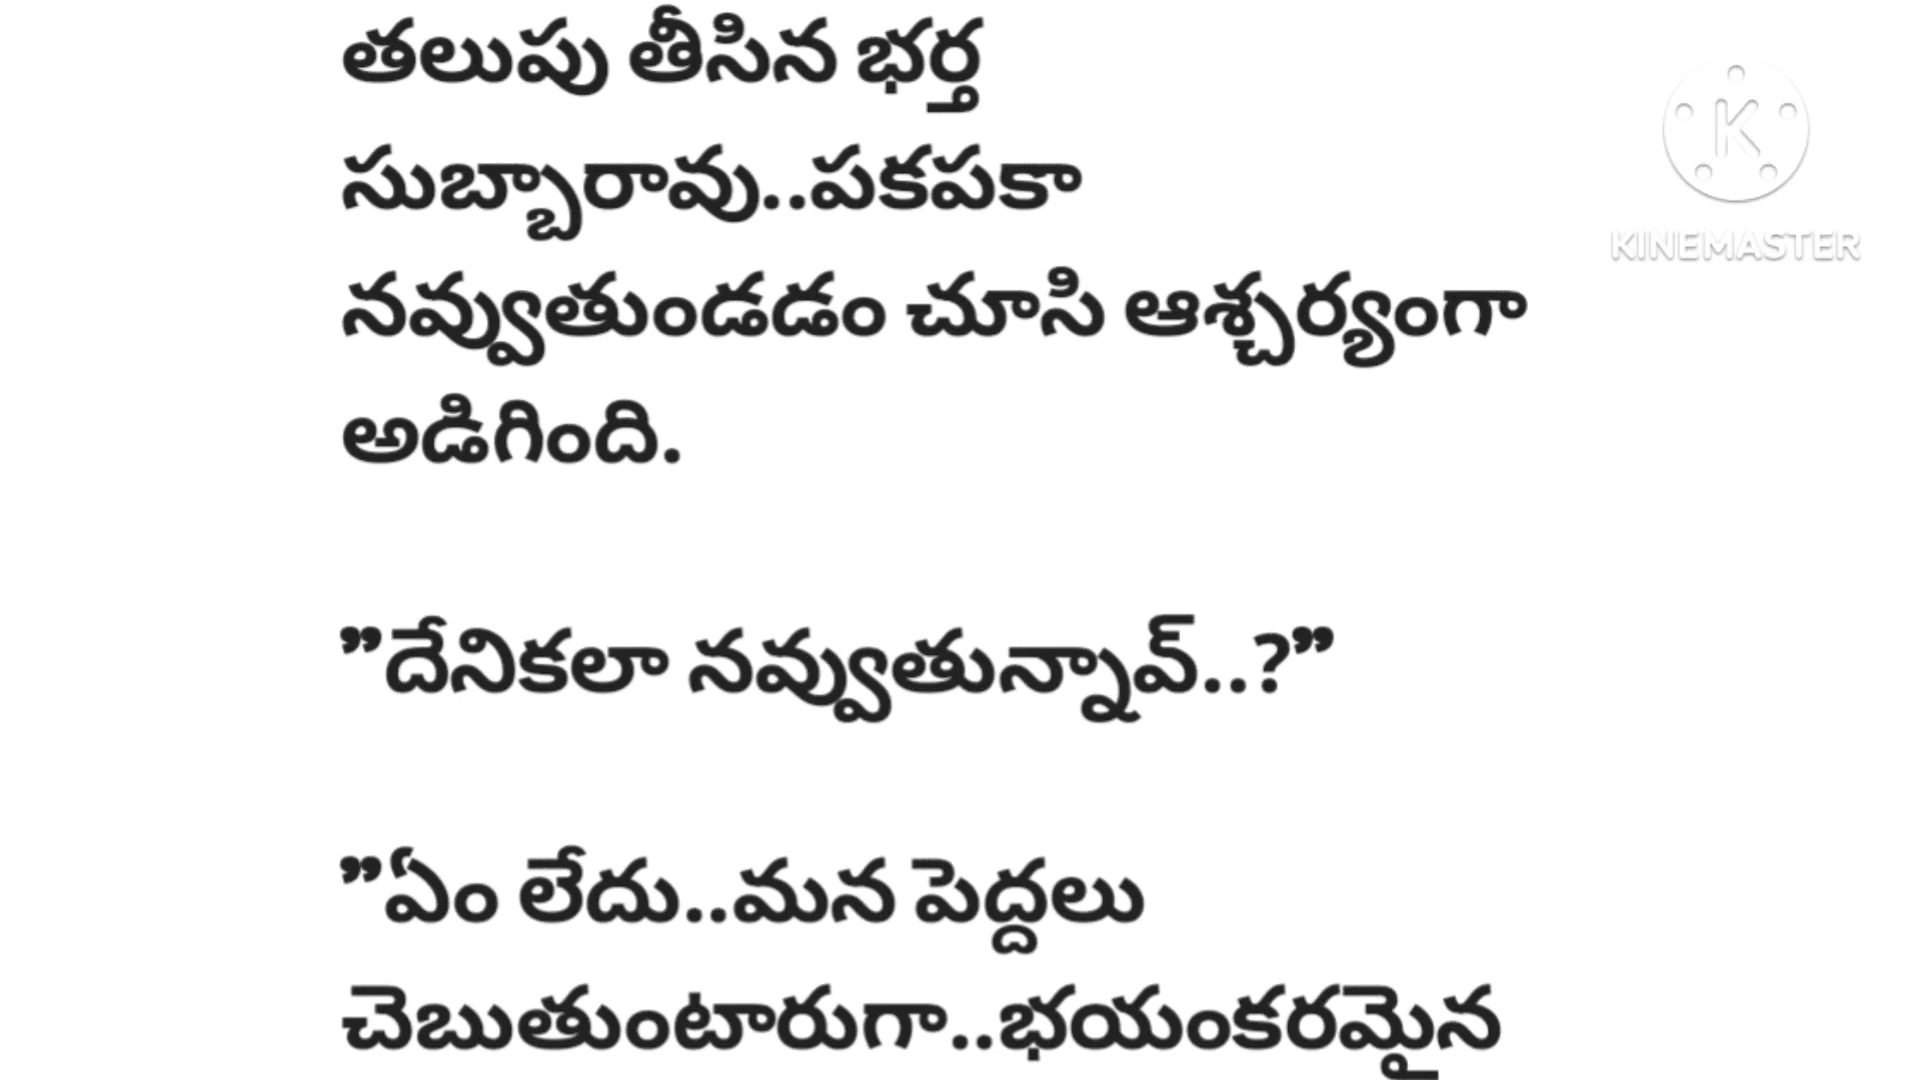 తలుపు తీసిన భర్త
సుబ్బారావు..పకపకా
నవ్వుతుండడం చూసి ఆశ్చర్యంగా
అడిగింది.
”దేనికలా నవ్వుతున్నావ్..?”
”ఏం లేదు..మన పెద్దలు
చెబుతుంటారుగా..భయంకరమైన
K
KINEMASTER